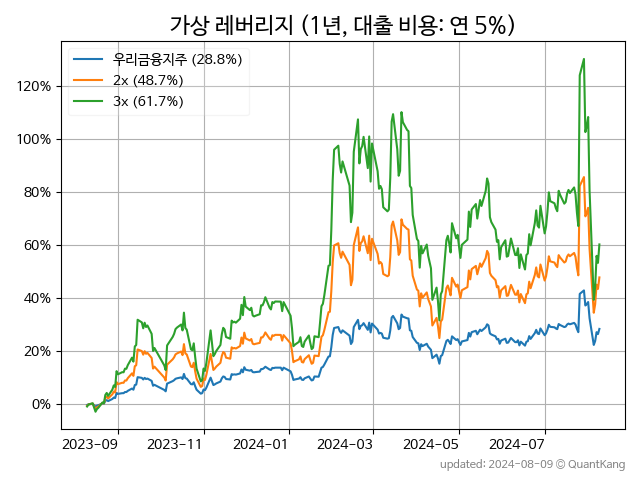 가상 레버리지 (1년, 대출 비용: 연 5%)
우리금융지주 (28.8%)
2x (48.7%)
3x (61.7%)
120%
100%
80%
60%
40%
20%
0%
2023-09 2023-11 2024-01 2024-03 2024-05 2024-07
updated: 2024-08-09 © QuantKang